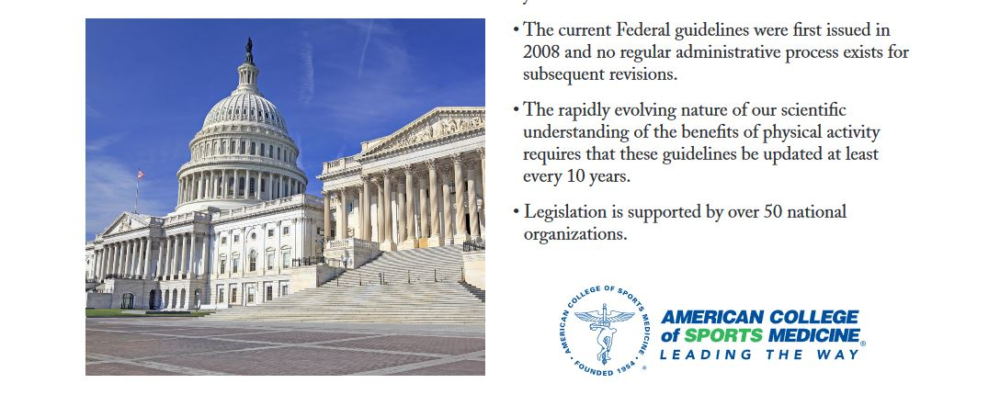 • The current Federal guidelines were first issued in
2008 and no regular administrative process exists for
subsequent revisions.
• The rapidly evolving nature of our scientific
understanding of the benefits of physical activity
requires that these guidelines be updated at least
every 10 years.
• Legislation is supported by over 50 national
organizations.
AMERICAN COLLEGE OF SPORTS MEDICINE
• FOUNDED 1954 •
®
AMERICAN COLLEGE
of SPORTS MEDICINE®
LEADING THE WAY